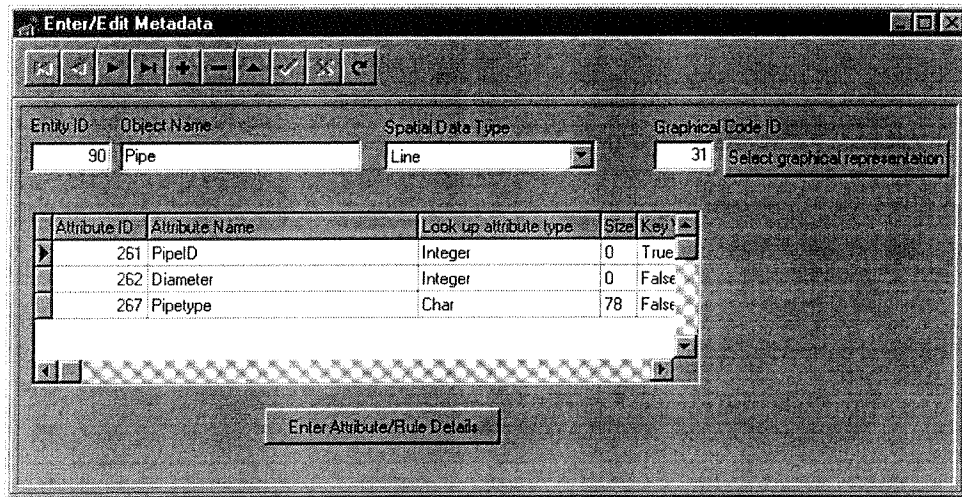 Enter/Edit Metadata
Entity ID Object Name Spatial Data Type Graphical Code ID
90 Pipe Line 31 Select graphical representation
Attribute ID Attribute Name Look up attribute type Size Key
261 PipeID Integer 0 True
262 Diameter Integer 0 False
267 Pipetype Char 78 False
Enter Attribute/Rule Details